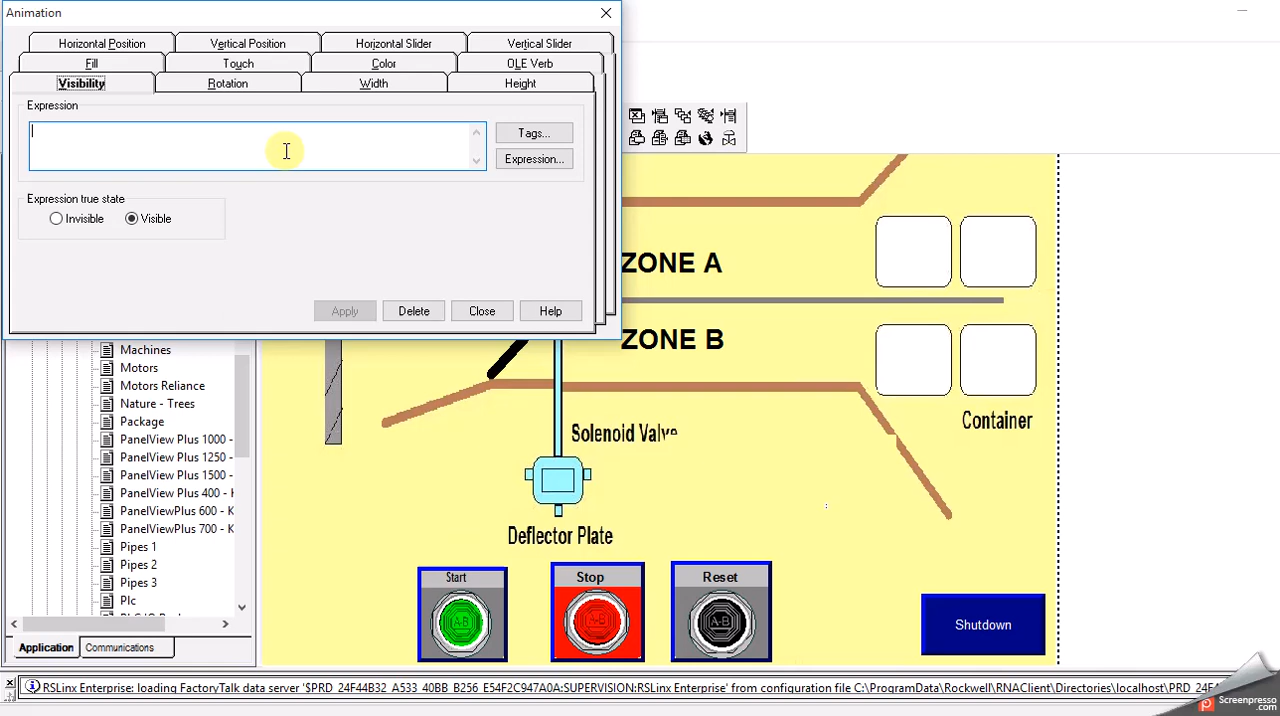 Animation
Horizontal Position
Vertical Position
Horizontal Slider
Vertical Slider
Fill
Touch
Color
OLE Verb
Visibility
Rotation
Width
Height
Expression
Tags...
Expression...
Expression true state
Invisible
Visible
Apply
Delete
Close
Help
ZONE A
ZONE B
Container
Solenoid Valve
Deflector Plate
Start
Stop
Reset
A-B
A-B
A-B
Shutdown
Machines
Motors
Motors Reliance
Nature - Trees
Package
PanelView Plus 1000 -
PanelView Plus 1250 -
PanelView Plus 1500 -
PanelView Plus 400 - K
PanelViewPlus 600 - K
PanelViewPlus 700 - K
Pipes 1
Pipes 2
Pipes 3
Plc
Application
Communications
RSLinx Enterprise: loading FactoryTalk data server '$PRD_24F44B32_A533_40BB_B256_E54F2C947A0A:SUPERVISION:RSLinx Enterprise' from configuration file C:\ProgramData\Rockwell\RNAClient\Directories\localhost\PRD_24F
Screenpresso
.com